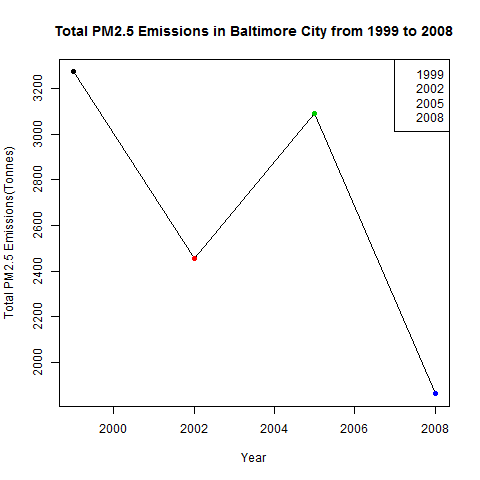 Total PM2.5 Emissions in Baltimore City from 1999 to 2008
1999
2002
2005
2008
Total PM2.5 Emissions(Tonnes)
3200
3000
2800
2600
2400
2200
2000
2000 2002 2004 2006 2008
Year